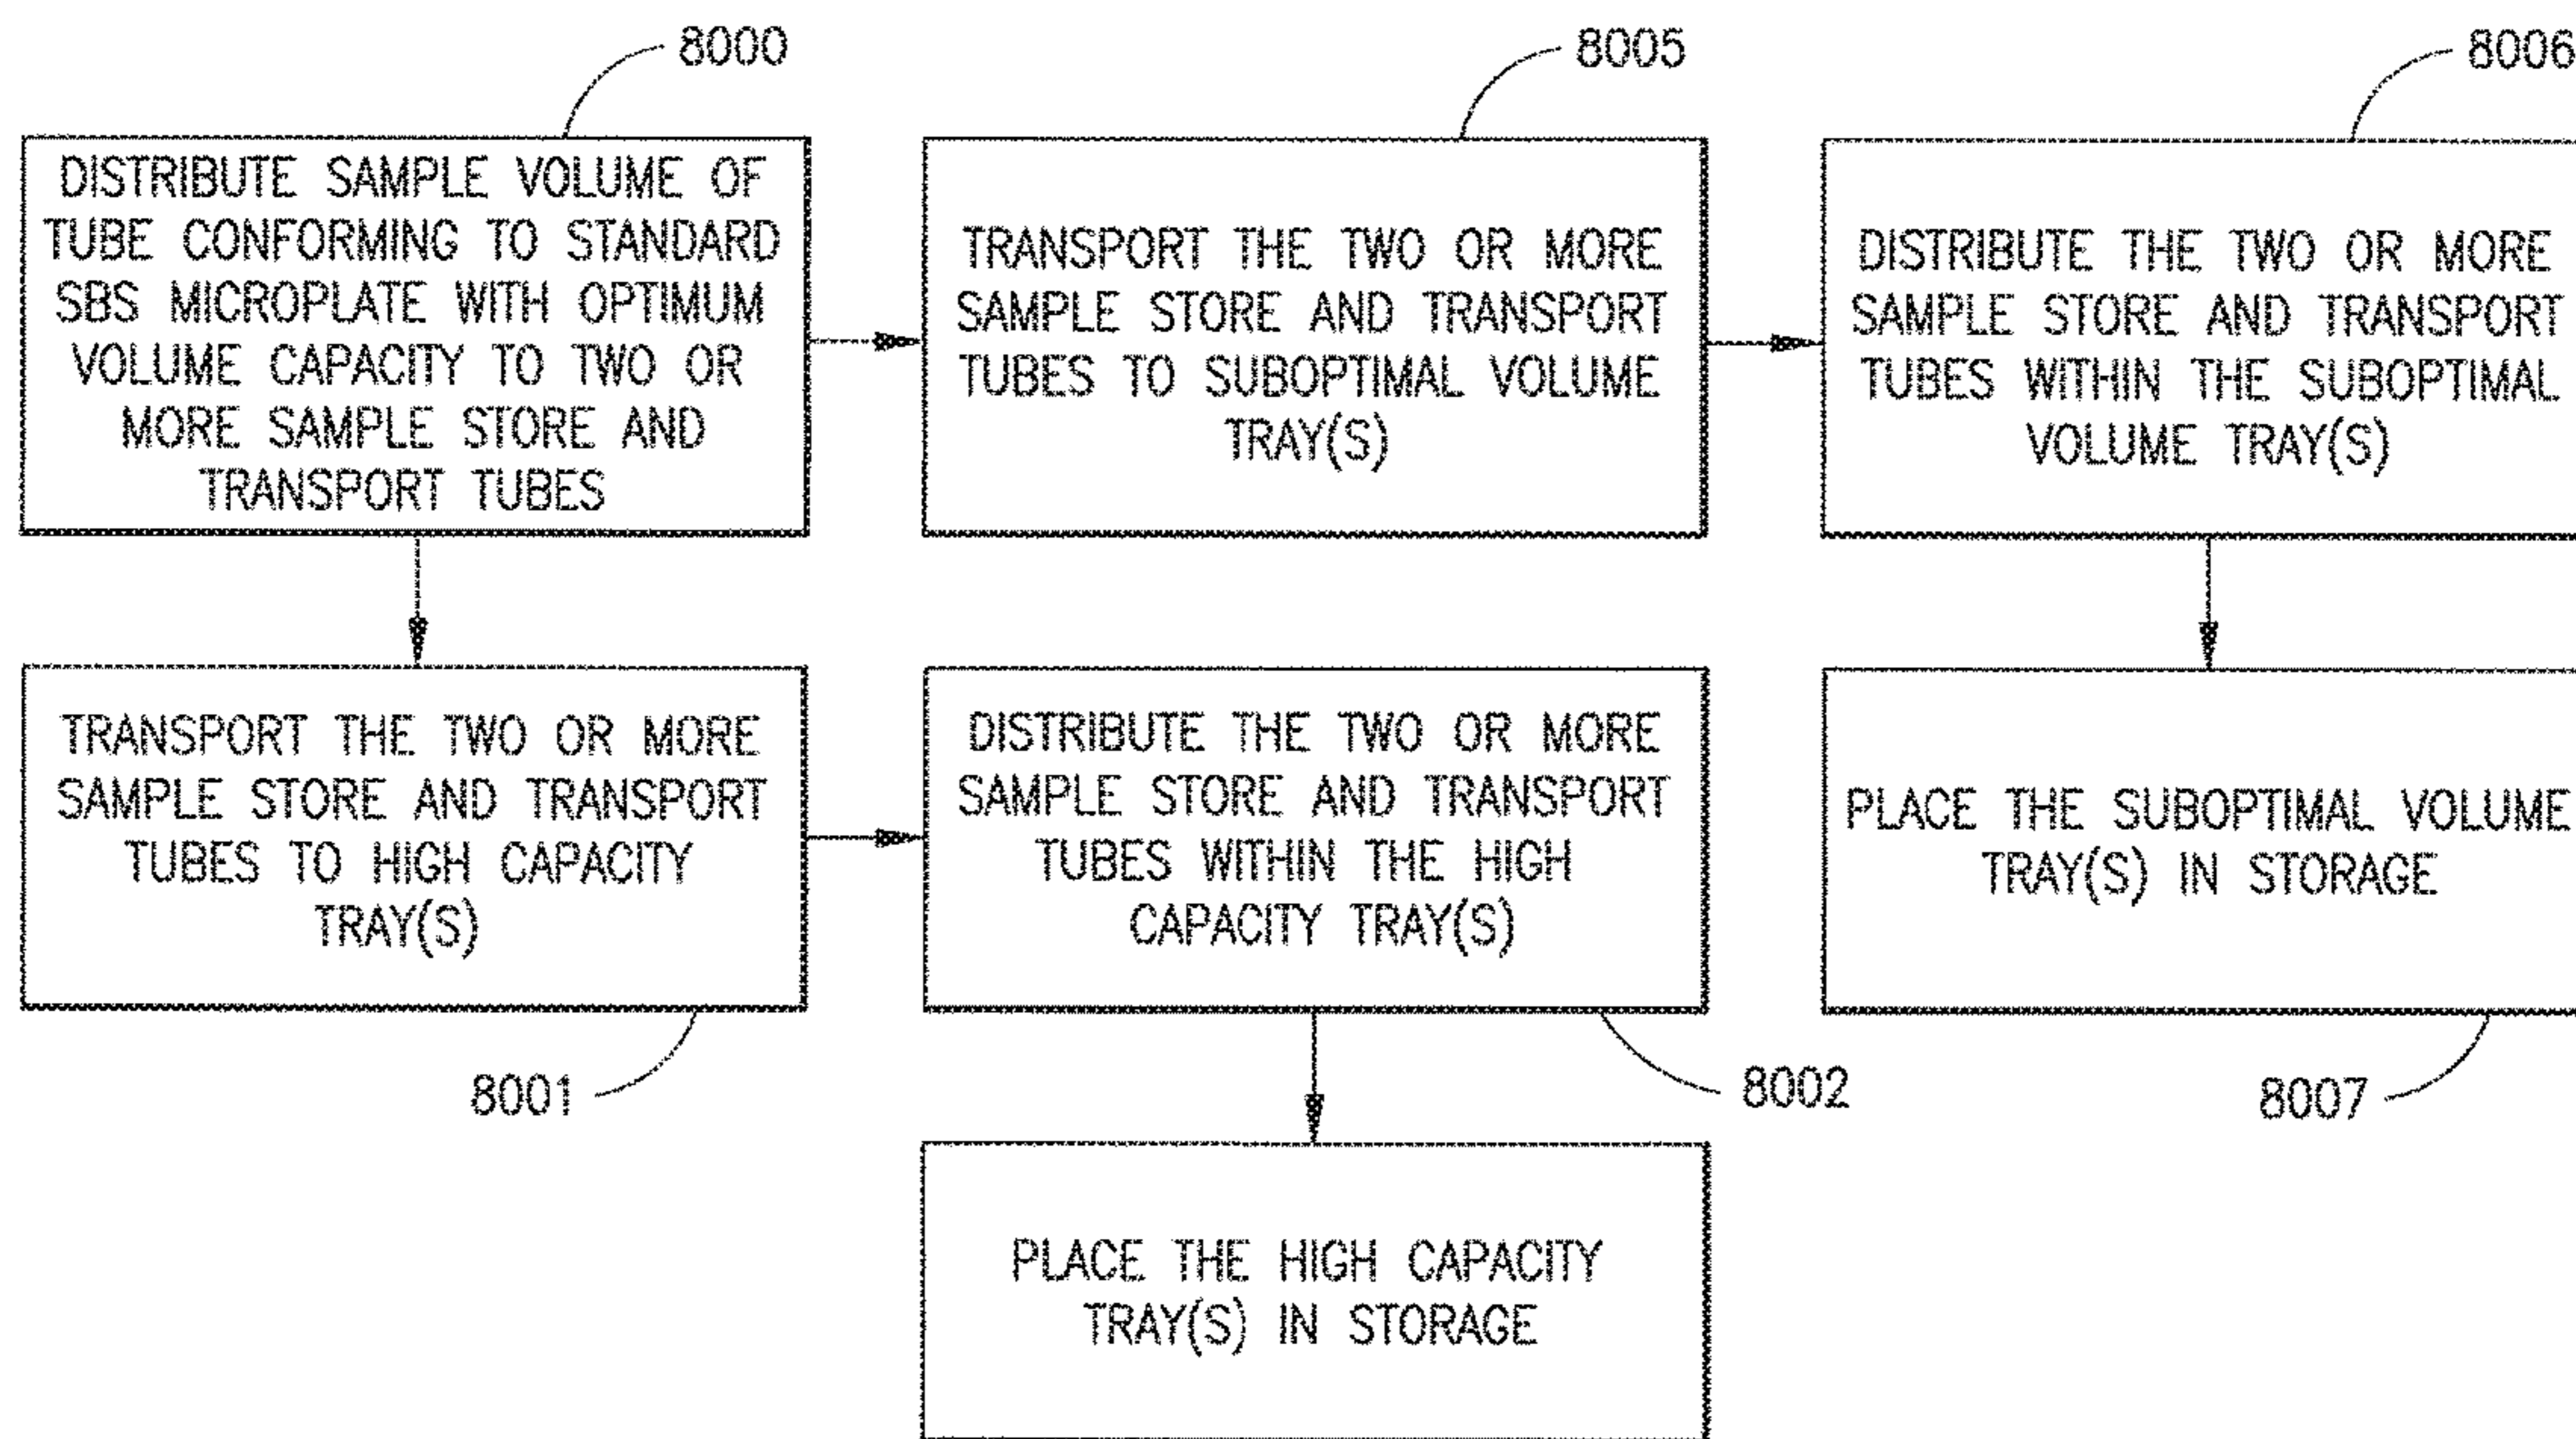 8000
DISTRIBUTE SAMPLE VOLUME OF
TUBE CONFORMING TO STANDARD
SBS MICROPLATE WITH OPTIMUM
VOLUME CAPACITY TO TWO OR
MORE SAMPLE STORE AND
TRANSPORT TUBES
8005
TRANSPORT THE TWO OR MORE
SAMPLE STORE AND TRANSPORT
TUBES TO SUBOPTIMAL VOLUME
TRAY(S)
8006
DISTRIBUTE THE TWO OR MORE
SAMPLE STORE AND TRANSPORT
TUBES WITHIN THE SUBOPTIMAL
VOLUME TRAY(S)
TRANSPORT THE TWO OR MORE
SAMPLE STORE AND TRANSPORT
TUBES TO HIGH CAPACITY
TRAY(S)
8001
DISTRIBUTE THE TWO OR MORE
SAMPLE STORE AND TRANSPORT
TUBES WITHIN THE HIGH
CAPACITY TRAY(S)
8002
PLACE THE SUBOPTIMAL VOLUME
TRAY(S) IN STORAGE
8007
PLACE THE HIGH CAPACITY
TRAY(S) IN STORAGE